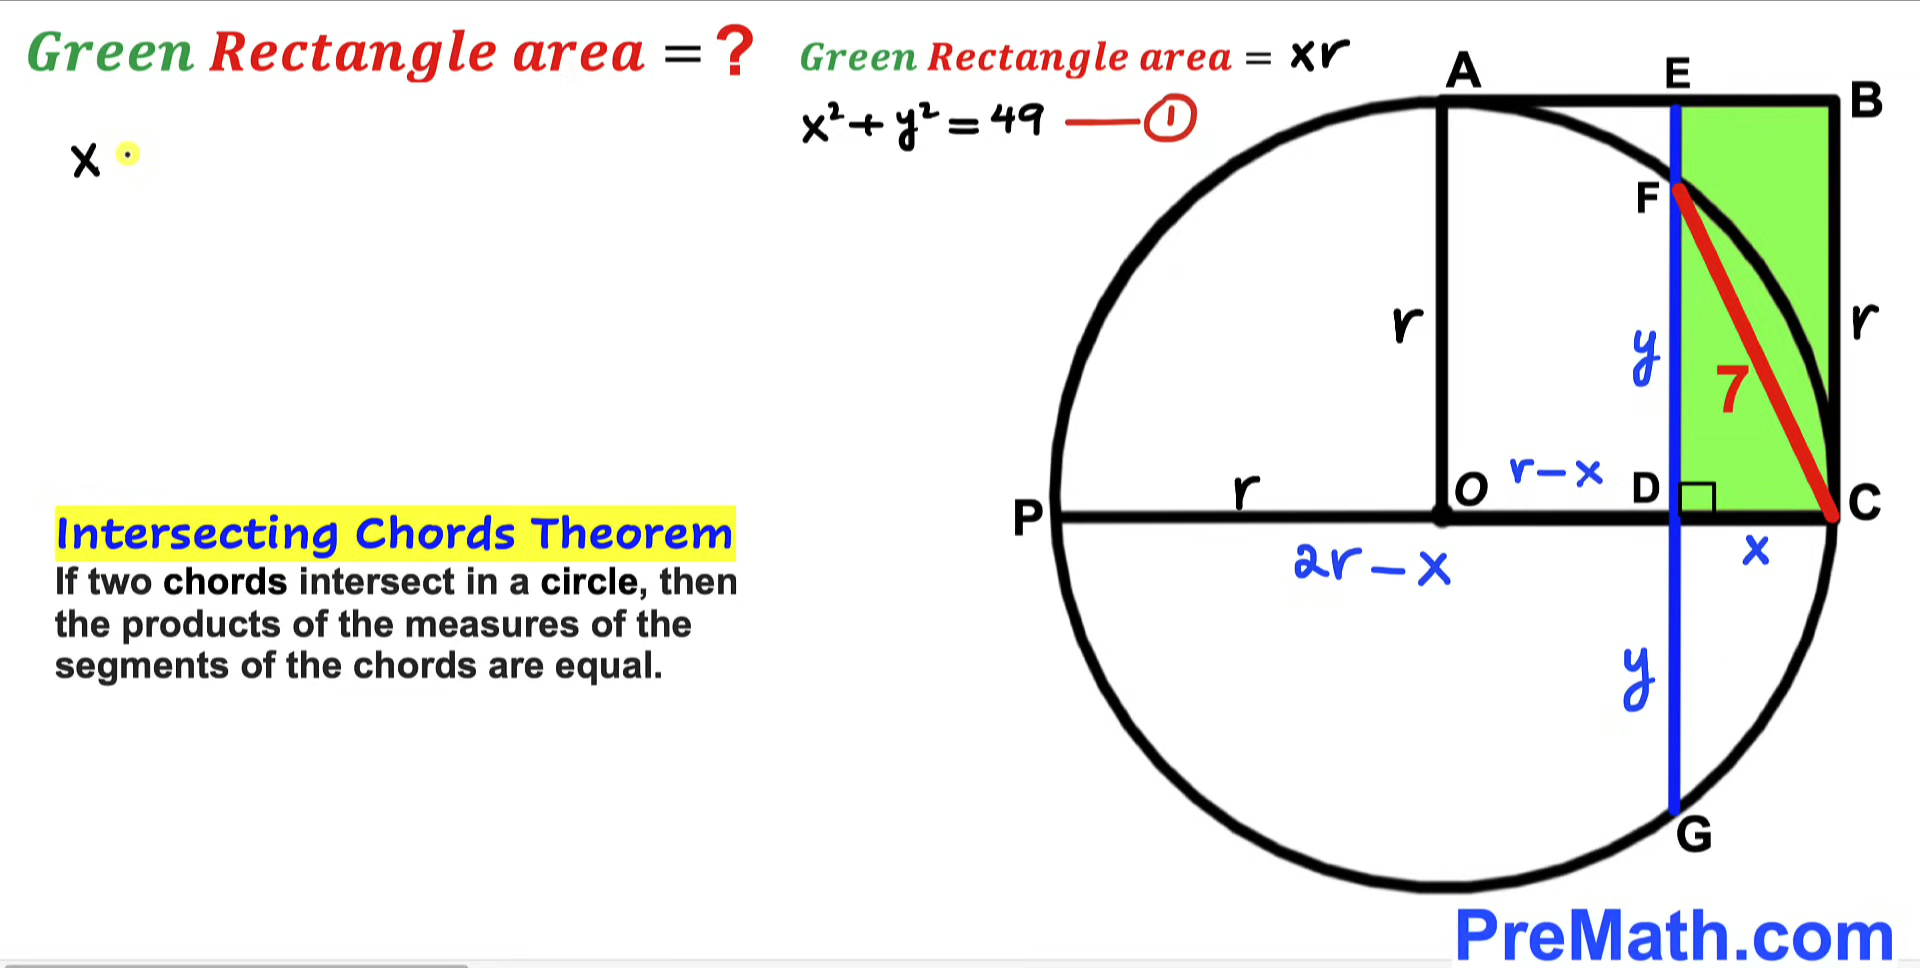 Green Rectangle area = ?
Green Rectangle area = xr
x² + y² = 49 — ①
x ·
A
E
B
F
r
y
7
r
P
r
O
r - x
D
C
2r - x
x
y
G
Intersecting Chords Theorem
If two chords intersect in a circle, then
the products of the measures of the
segments of the chords are equal.
PreMath.com